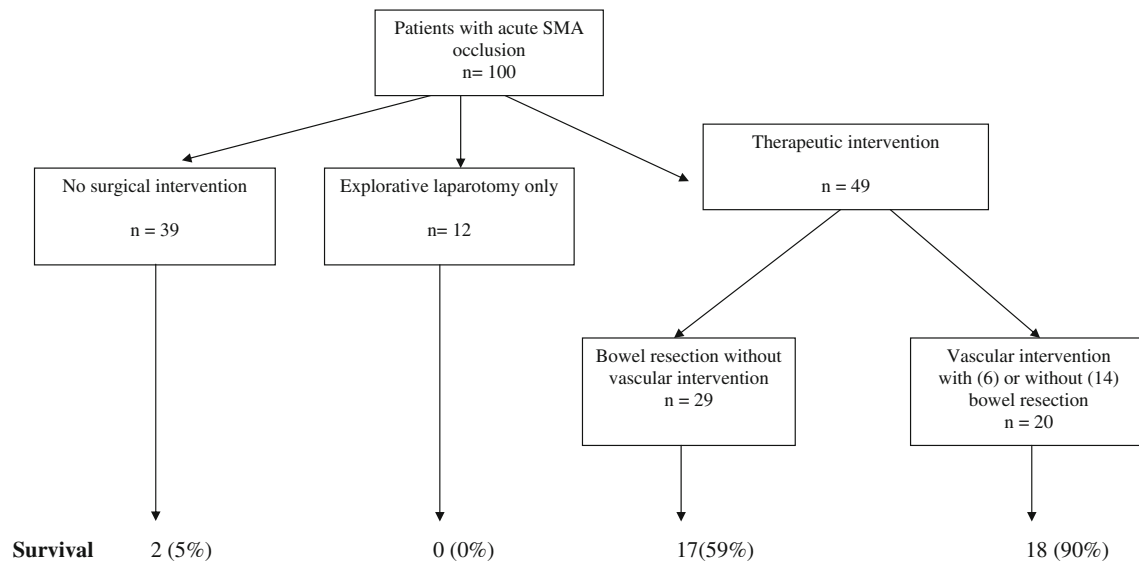 Patients with acute SMA
occlusion
n= 100
No surgical intervention
n = 39
Explorative laparotomy only
n= 12
Therapeutic intervention
n = 49
Bowel resection without
vascular intervention
n = 29
Vascular intervention
with (6) or without (14)
bowel resection
n = 20
Survival 2 (5%) 0 (0%) 17(59%) 18 (90%)